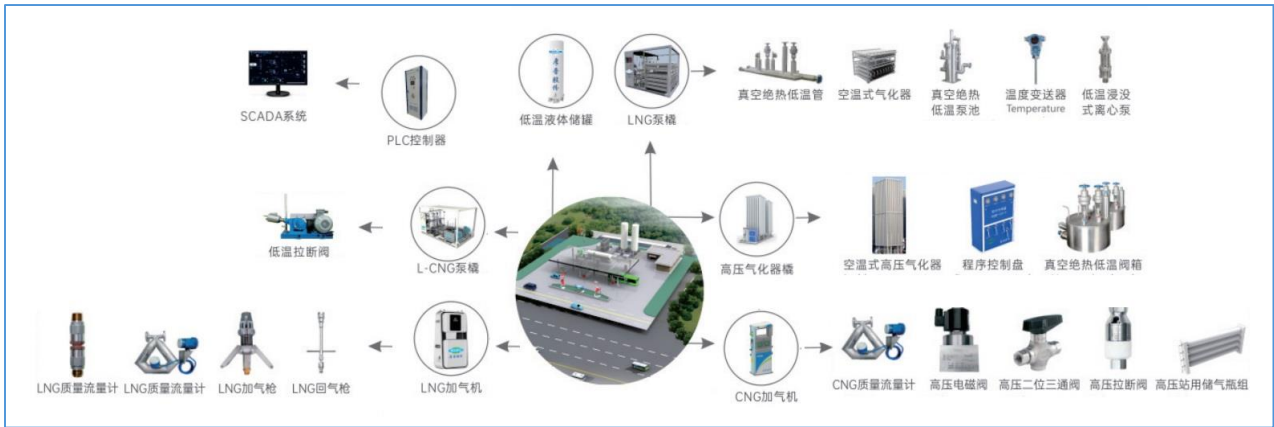 SCADA系统
PLC控制器
低温液体储罐
LNG泵橇
真空绝热低温管
空温式气化器
真空绝热
低温泵池
温度变送器
Temperature
低温浸没
式离心泵
低温拉断阀
L-CNG泵橇
高压气化器橇
空温式高压气化器
程序控制盘
真空绝热低温阀箱
LNG质量流量计
LNG质量流量计
LNG加气枪
LNG回气枪
LNG加气机
CNG加气机
CNG质量流量计
高压电磁阀
高压二位三通阀
高压拉断阀
高压站用储气瓶组